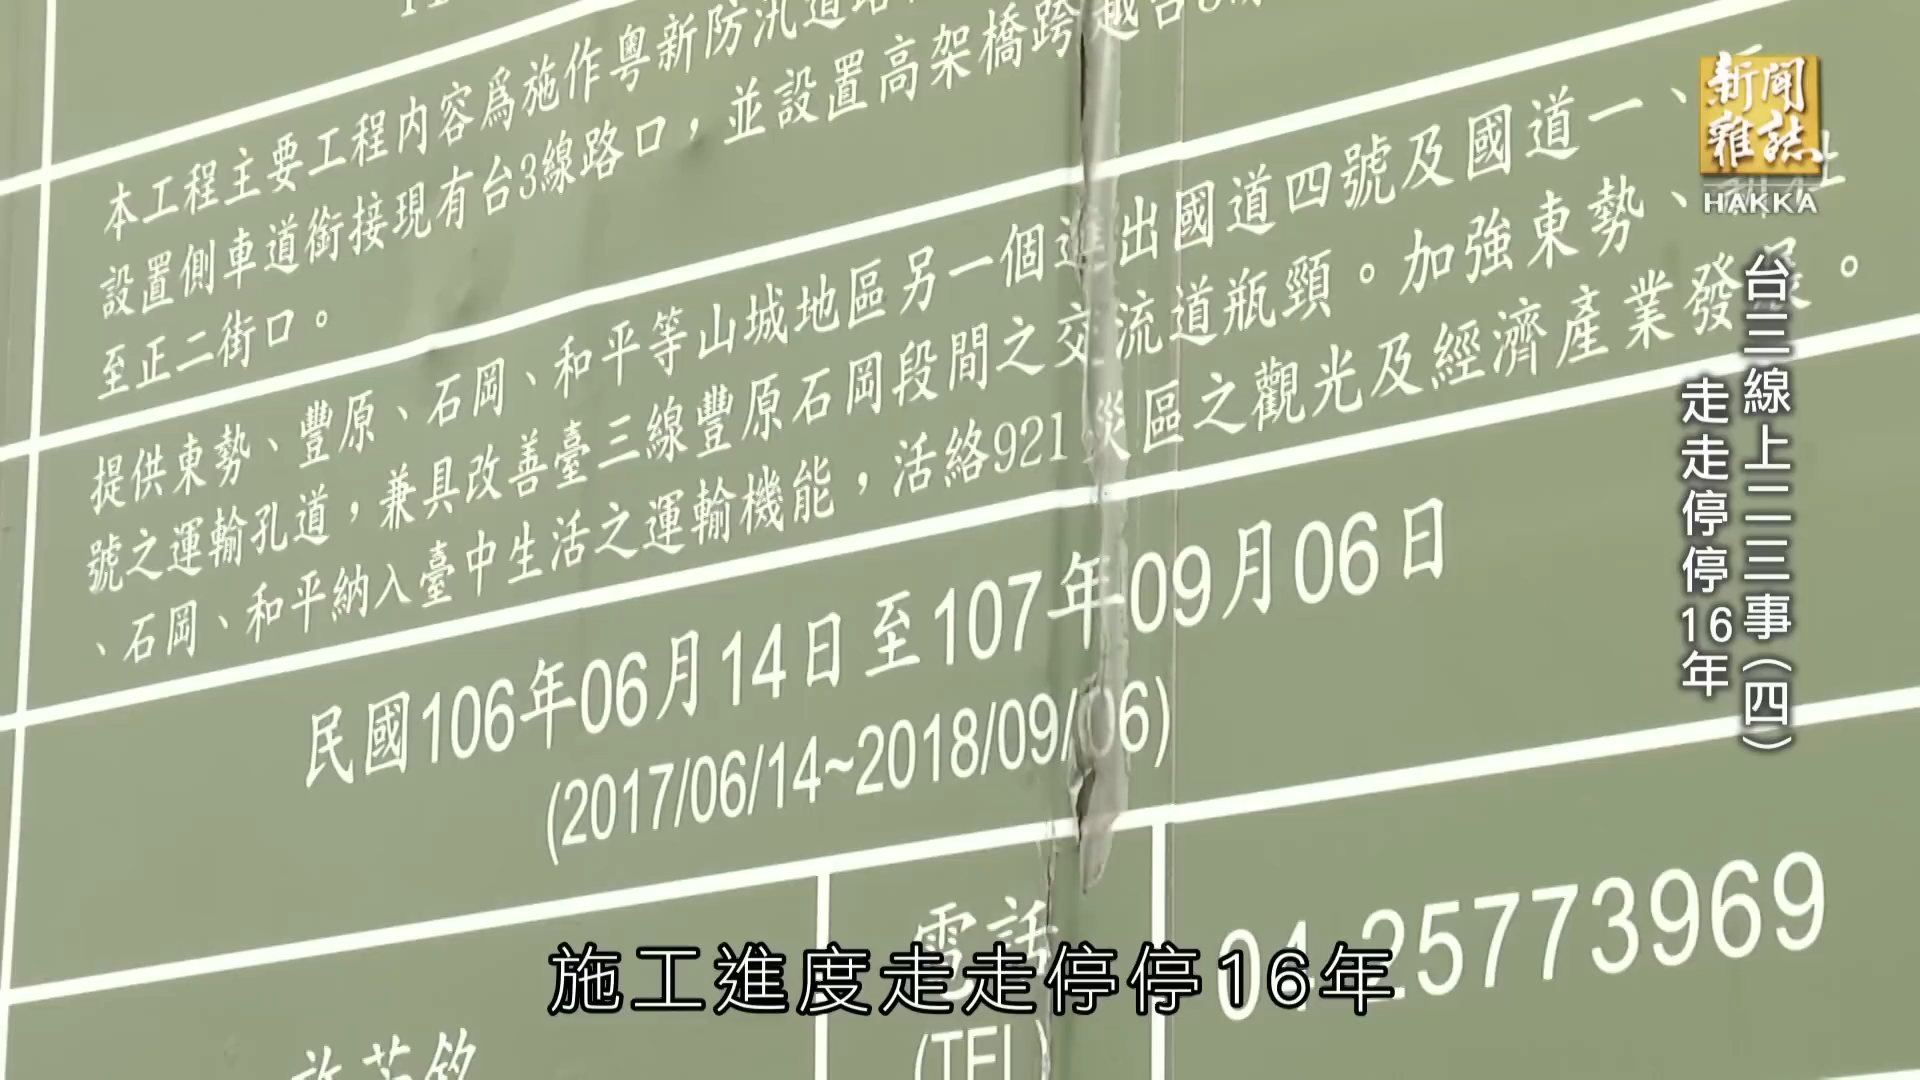 本工程主要工程內容爲施作粵新防汛道路
設置側車道銜接現有台3線路口，並設置高架橋跨越台3線
至正二街口。
提供東勢、豐原、石岡、和平等山城地區另一個進出國道四號及國道一、
號之運輸孔道，兼具改善臺三線豐原石岡段間之交流道瓶頸。加強東勢、
、石岡、和平納入臺中生活之運輸機能，活絡921災區之觀光及經濟產業發展。
民國106年06月14日至107年09月06日
(2017/06/14~2018/09/06)
電話
(TEL)
04-25773969
新聞
雜誌
HAKKA
台三線上二三事(四)
走走停停16年
施工進度走走停停16年